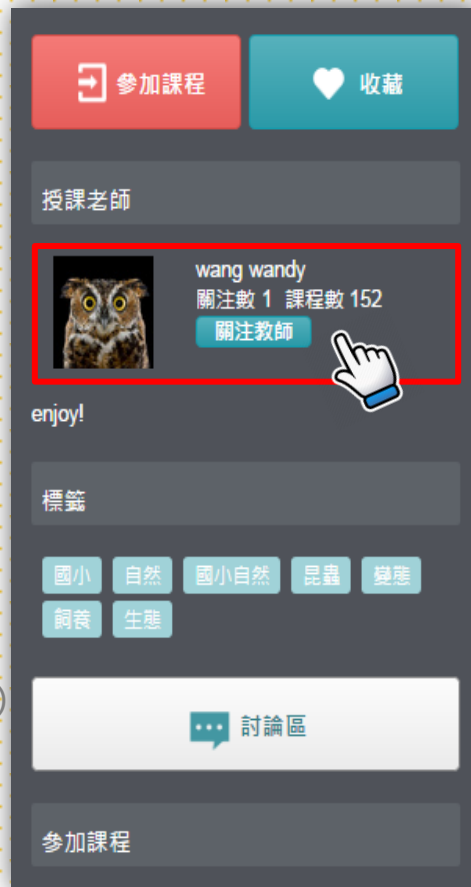 參加課程 收藏
授課老師
wang wandy
關注數 1 課程數 152
關注教師
enjoy!
標籤
國小 自然 國小自然 昆蟲 變態
飼養 生態
討論區
參加課程